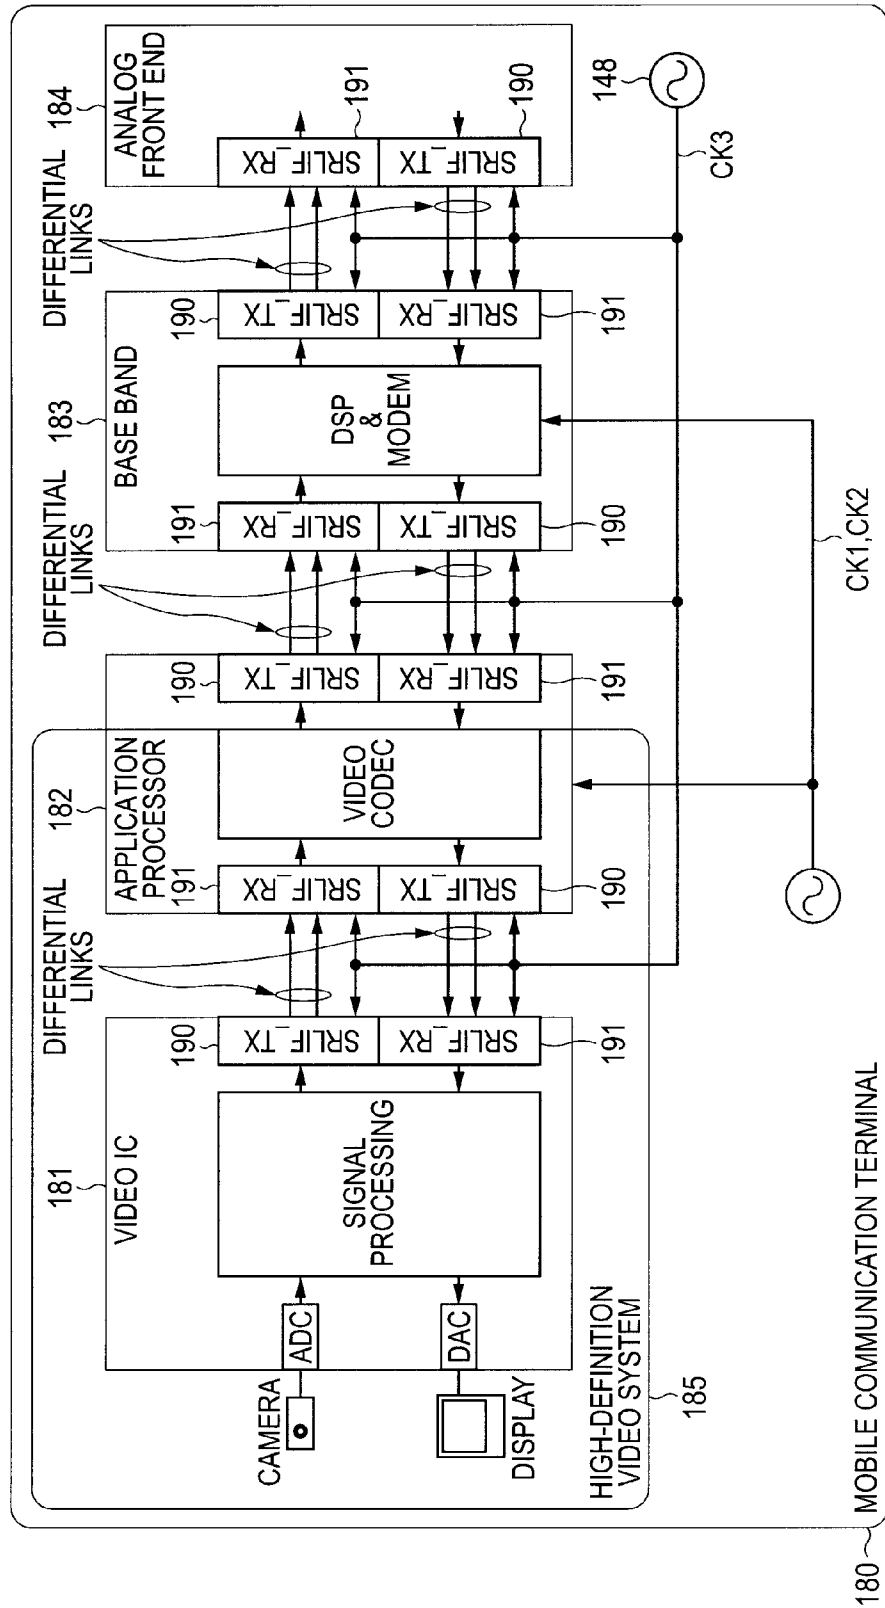 180
MOBILE COMMUNICATION TERMINAL
HIGH-DEFINITION
VIDEO SYSTEM
185
CAMERA
DISPLAY
181
VIDEO IC
ADC
DAC
SIGNAL
PROCESSING
190
SRLIF_TX
SRLIF_RX
191
DIFFERENTIAL
LINKS
182
APPLICATION
PROCESSOR
191
SRLIF_RX
SRLIF_TX
190
VIDEO
CODEC
190
SRLIF_TX
SRLIF_RX
191
DIFFERENTIAL
LINKS
183
BASE BAND
191
SRLIF_RX
SRLIF_TX
190
DSP
&
MODEM
190
SRLIF_TX
SRLIF_RX
191
DIFFERENTIAL
LINKS
184
ANALOG
FRONT END
191
SRLIF_RX
SRLIF_TX
190
148
CK3
CK1,CK2